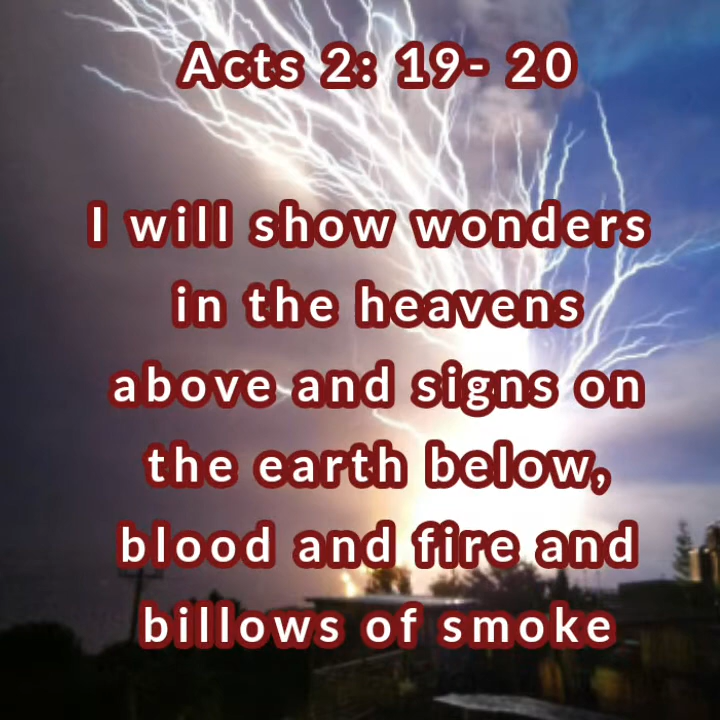 Acts 2: 19- 20
I will show wonders
in the heavens
above and signs on
the earth below,
blood and fire and
billows of smoke